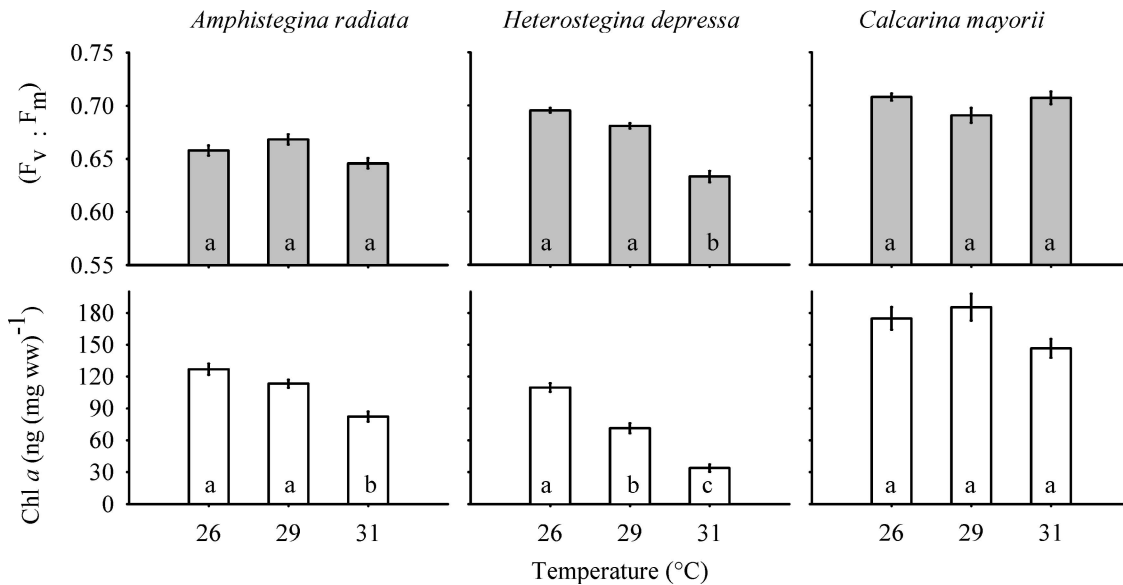 Amphistegina radiata Heterostegina depressa Calcarina mayorii
0.75
0.70
0.65
0.60
0.55
(Fv : Fm)
a a a a a b a a a
180
150
120
90
60
30
0
Chl a (ng (mg ww)-1)
a a b a b c a a a
26 29 31 26 29 31 26 29 31
Temperature (°C)